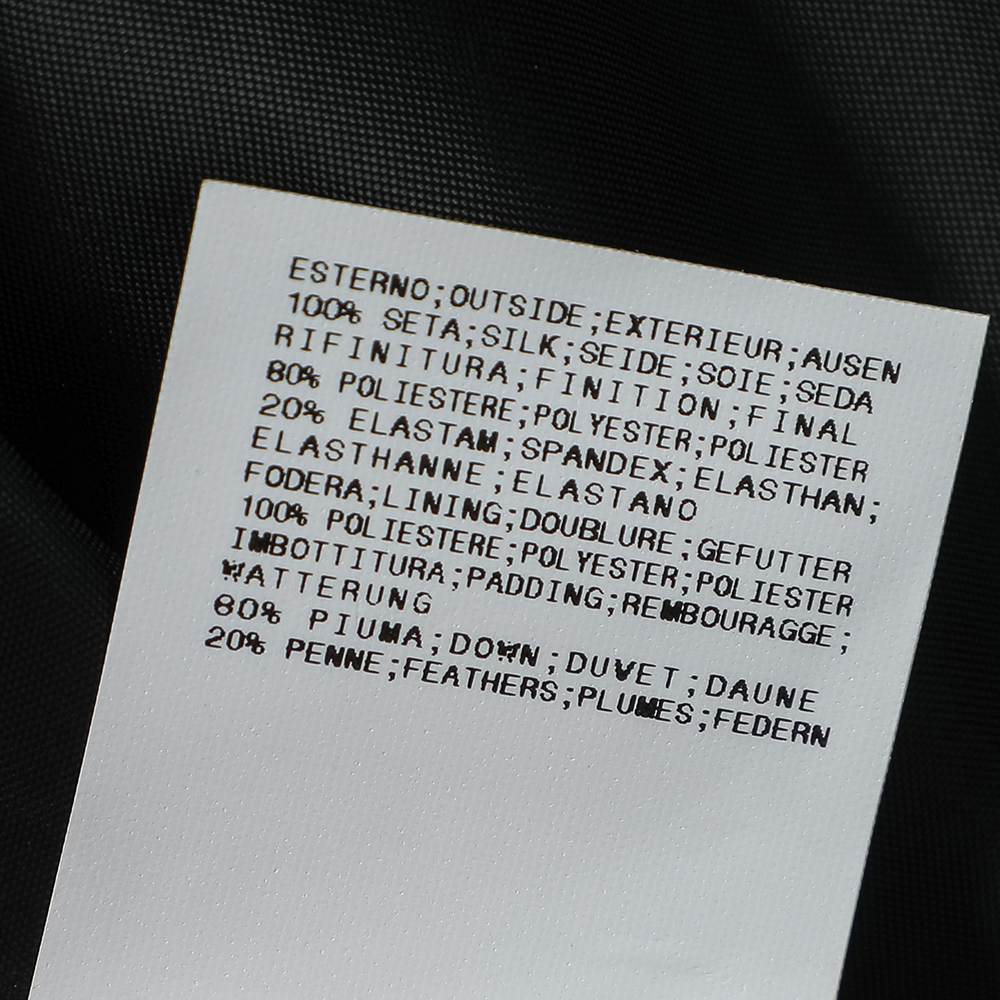 ESTERNO;OUTSIDE;EXTERIEUR;AUSEN
100% SETA;SILK;SEIDE;SOIE;SEDA
RIFINITURA;FINITION;FINAL
80% POLIESTERE;POLYESTER;POLIESTER
20% ELASTAM;SPANDEX;ELASTHAN;
ELASTHANNE;ELASTANO
FODERA;LINING;DOUBLURE;GEFUTTER
100% POLIESTERE;POLYESTER;POLIESTER
IMBOTTITURA;PADDING;REMBOURAGGE;
WATTERUNG
80% PIUMA;DOWN;DUVET;DAUNE
20% PENNE;FEATHERS;PLUMES;FEDERN